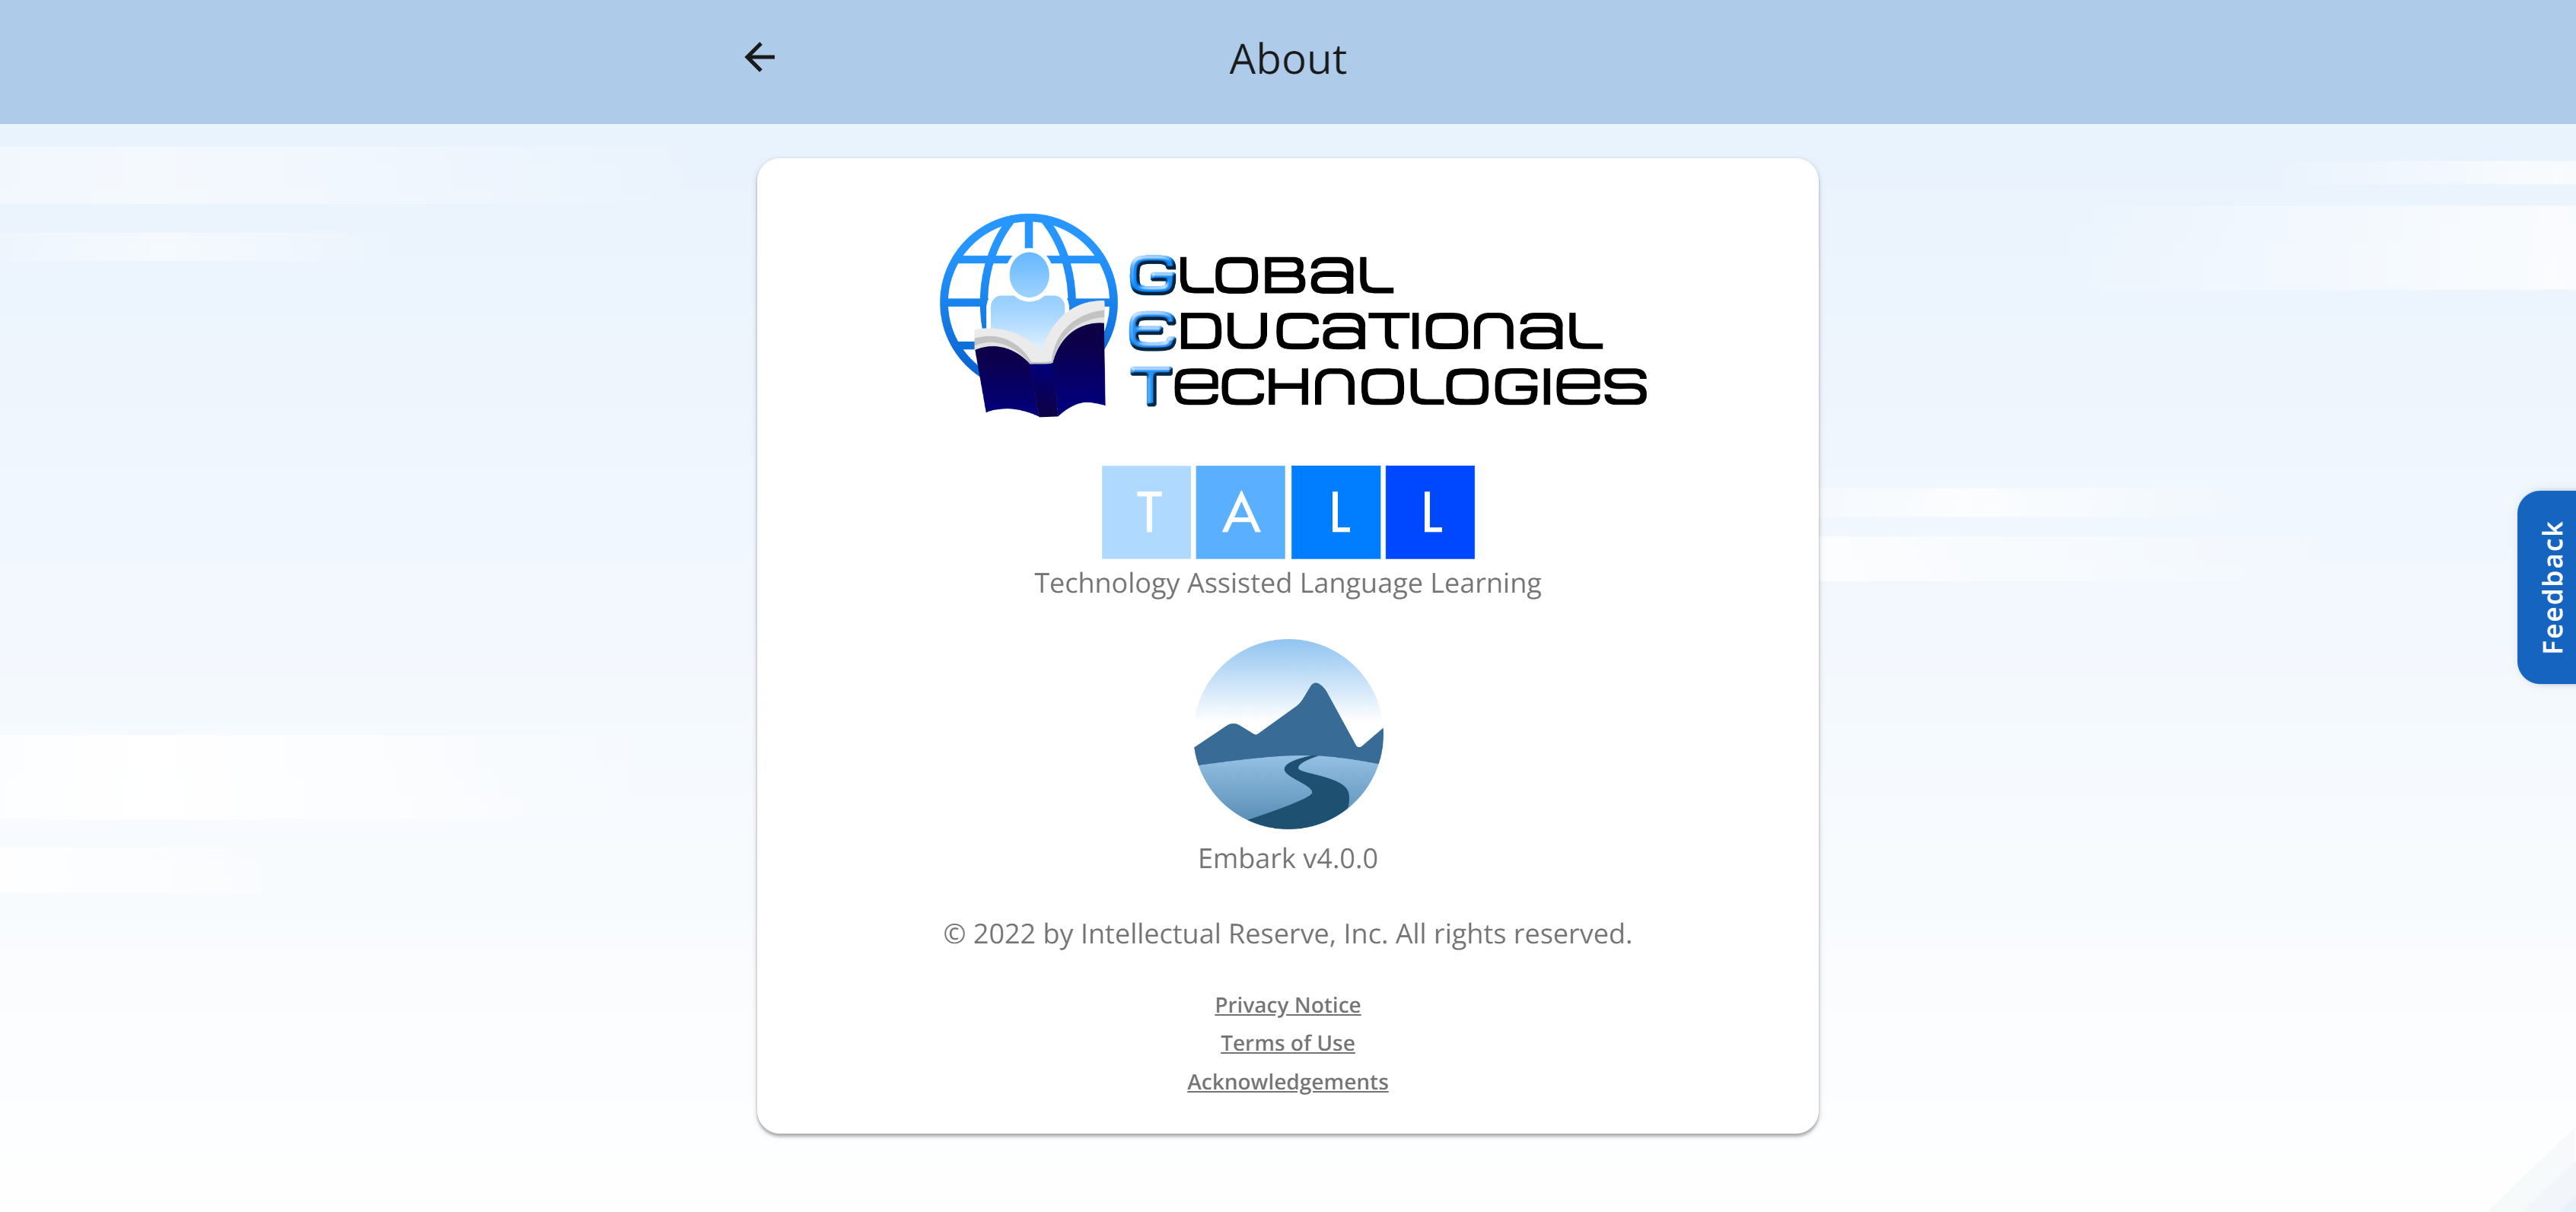 About
Global
Educational
Technologies
T A L L
Technology Assisted Language Learning
Embark v4.0.0
© 2022 by Intellectual Reserve, Inc. All rights reserved.
Privacy Notice
Terms of Use
Acknowledgements
Feedback